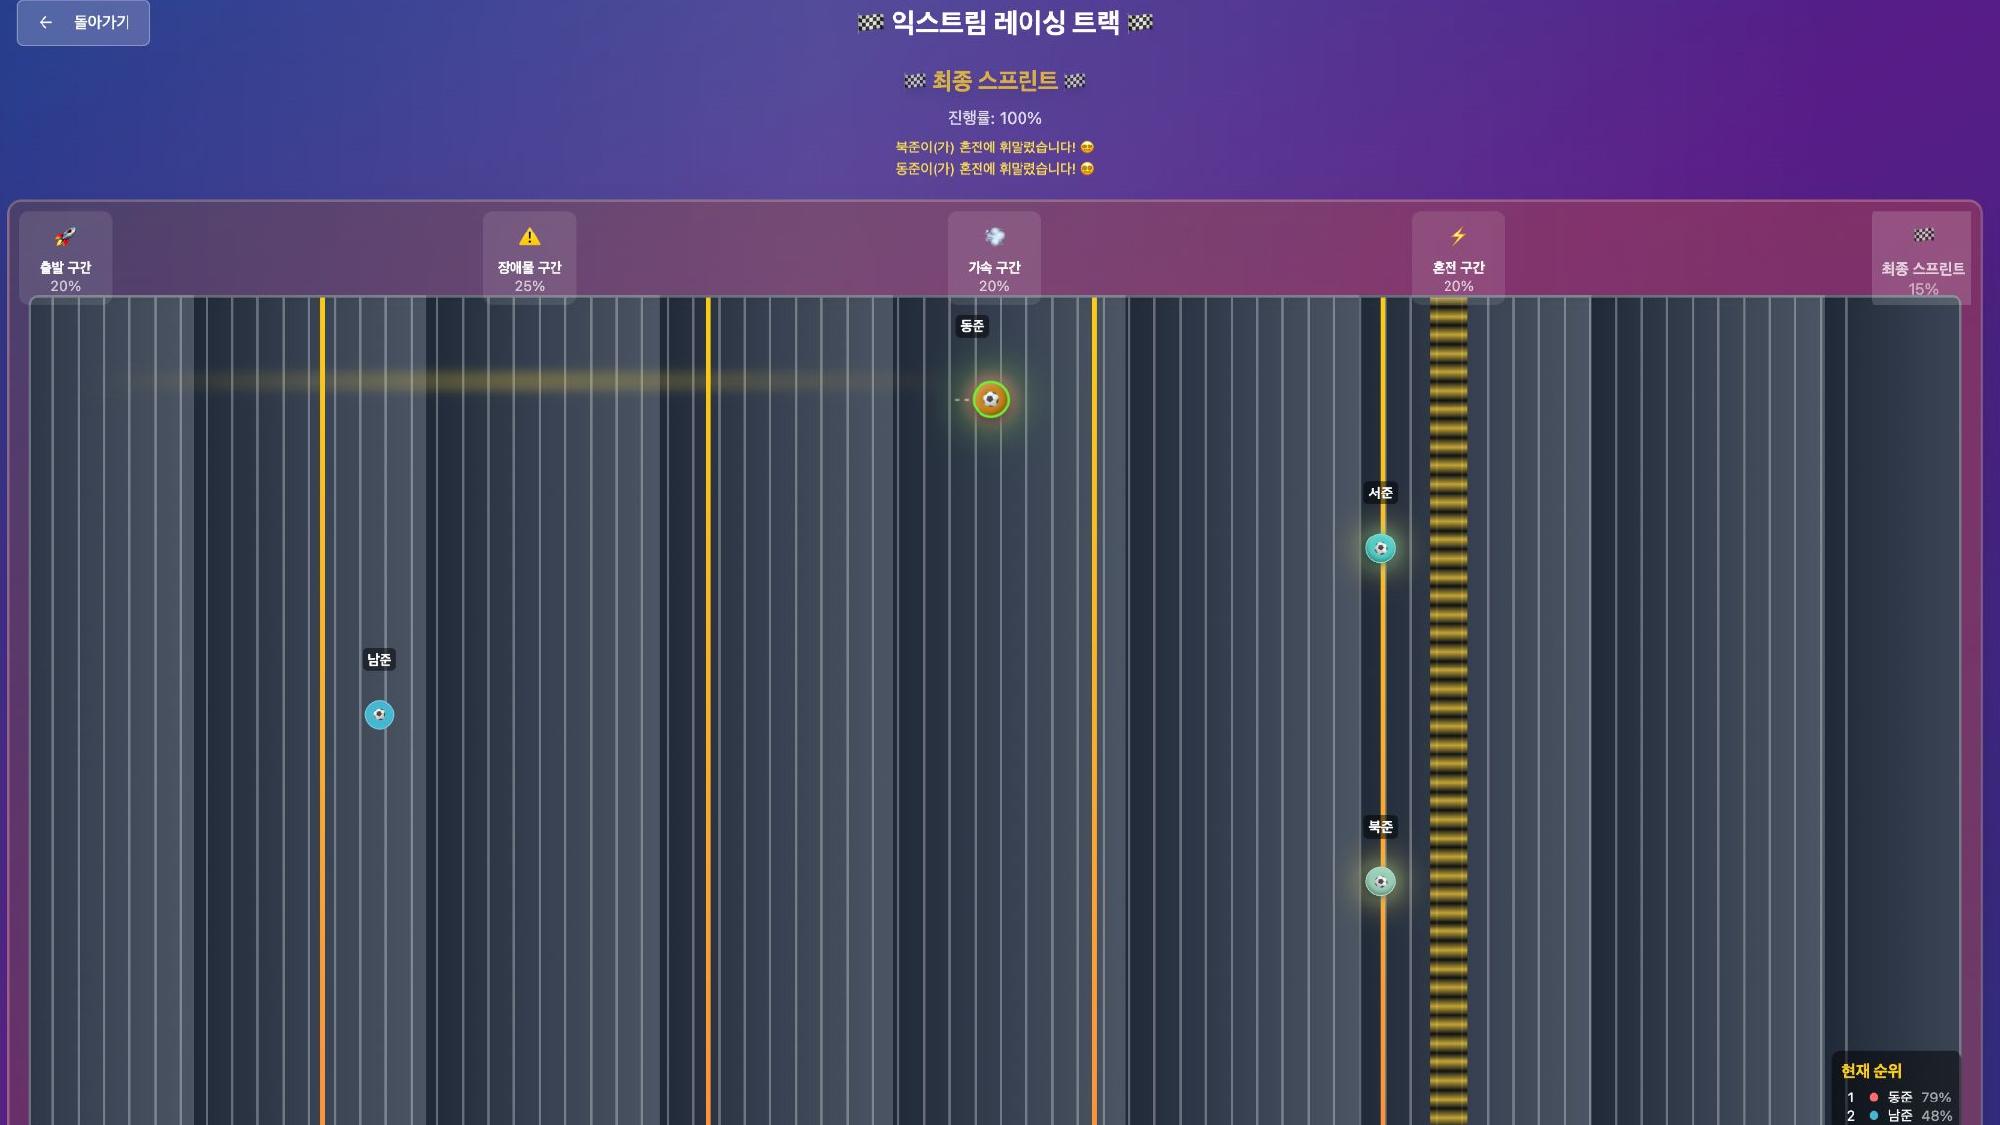 ← 돌아가기
🏁 익스트림 레이싱 트랙 🏁
🏁 최종 스프린트 🏁
진행률: 100%
북준이(가) 혼전에 휘말렸습니다! 😵
동준이(가) 혼전에 휘말렸습니다! 😵
🚀 출발 구간
20%
⚠️ 장애물 구간
25%
💨 가속 구간
20%
⚡ 혼전 구간
20%
🏁 최종 스프린트
15%
동준
서준
남준
북준
현재 순위
1 동준 79%
2 남준 48%